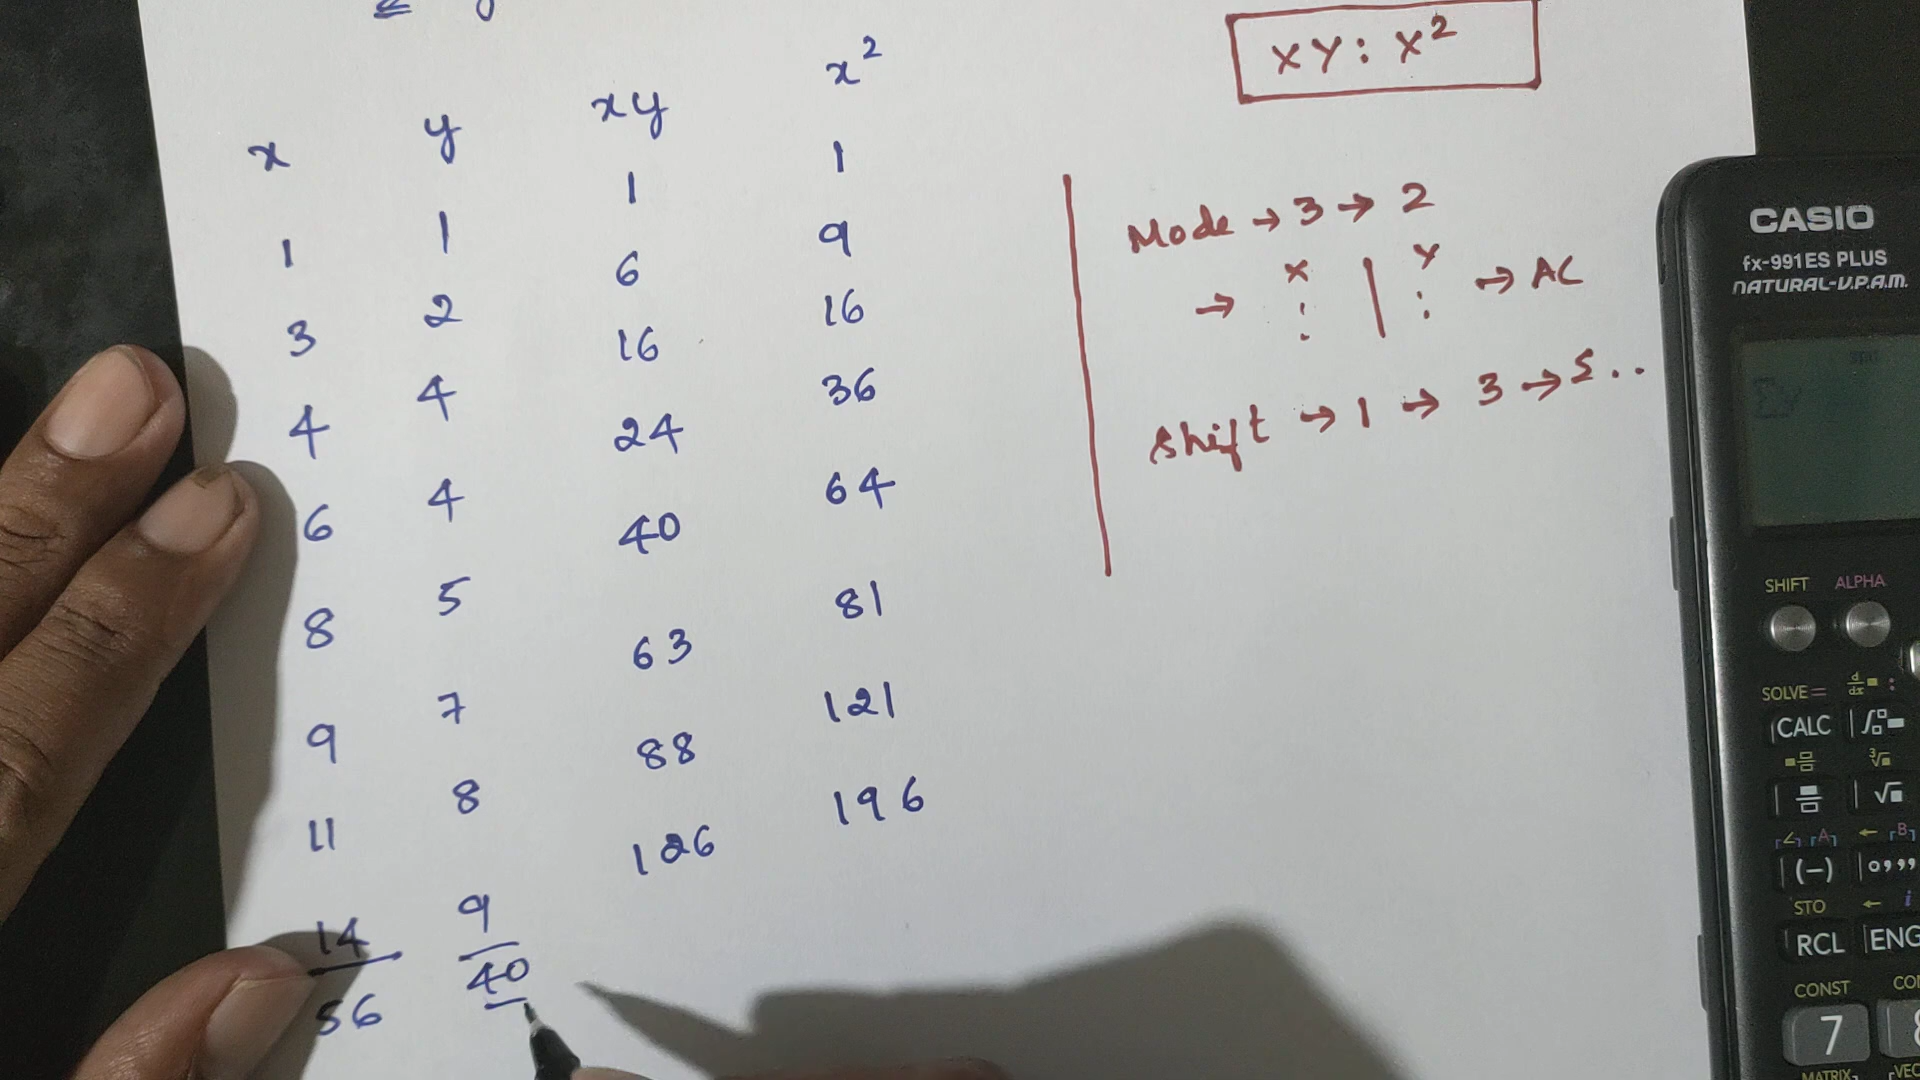 x y xy x²
1 1 1 1
3 2 6 9
4 4 16 16
6 4 24 36
8 5 40 64
9 7 63 81
11 8 88 121
14 9 126 196
56 40
XY: X²
Mode → 3 → 2
→ X | Y → AC
: :
Shift → 1 → 3 → 5..
CASIO
fx-991ES PLUS
NATURAL-V.P.A.M.
SHIFT ALPHA
SOLVE = d/dx :
CALC
√
(-) °,,,
STO ← i
RCL ENG
CONST
7
MATRIX